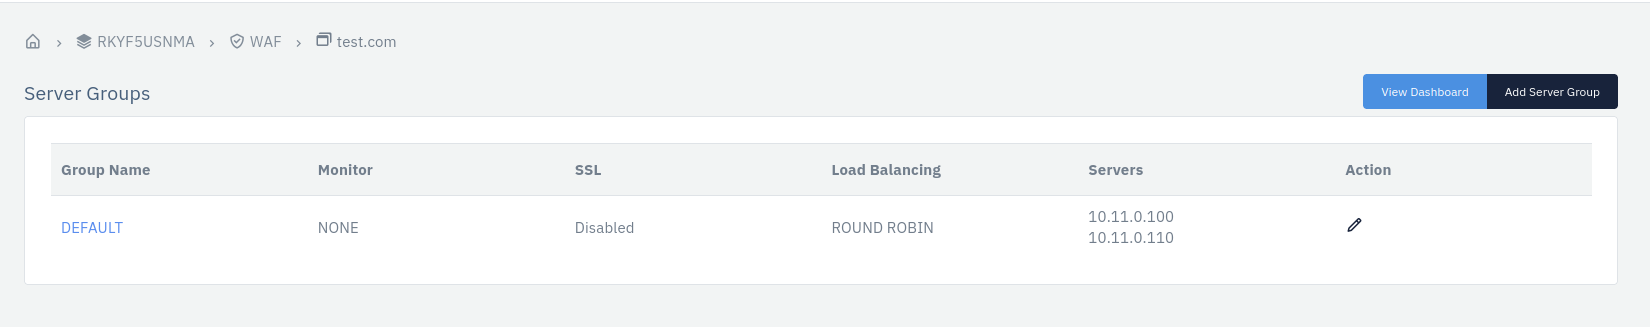 RKYF5USNMA > WAF > test.com
Server Groups
View Dashboard Add Server Group
Group Name Monitor SSL Load Balancing Servers Action
DEFAULT NONE Disabled ROUND ROBIN 10.11.0.100
10.11.0.110